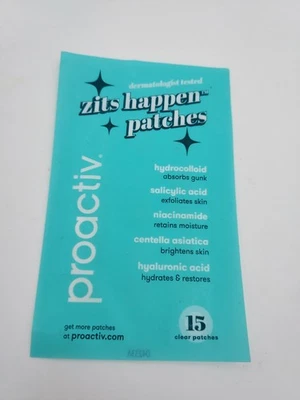 dermatologist tested
zits happen™
patches
proactiv.
hydrocolloid
absorbs gunk
salicylic acid
exfoliates skin
niacinamide
retains moisture
centella asiatica
brightens skin
hyaluronic acid
hydrates & restores
get more patches
at proactiv.com
15
clear patches